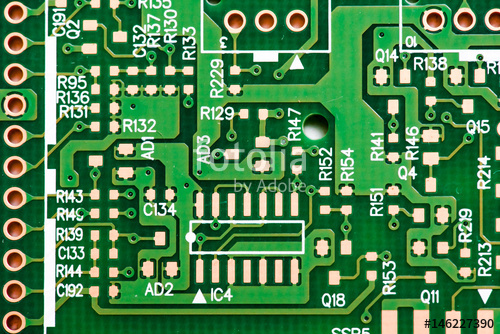 R135
R137
R130
C191
Q2
C132
R133
10
Q14
R138
R229
R95
R136
R131
R129
R147
R132
AD1
AD3
R152
R154
R141
R146
Q15
R214
fotolia
by Adobe
Q4
R143
C134
R151
R139
R219
C133
R144
R153
R213
C192
AD2
IC4
Q18
Q11
© 146227390